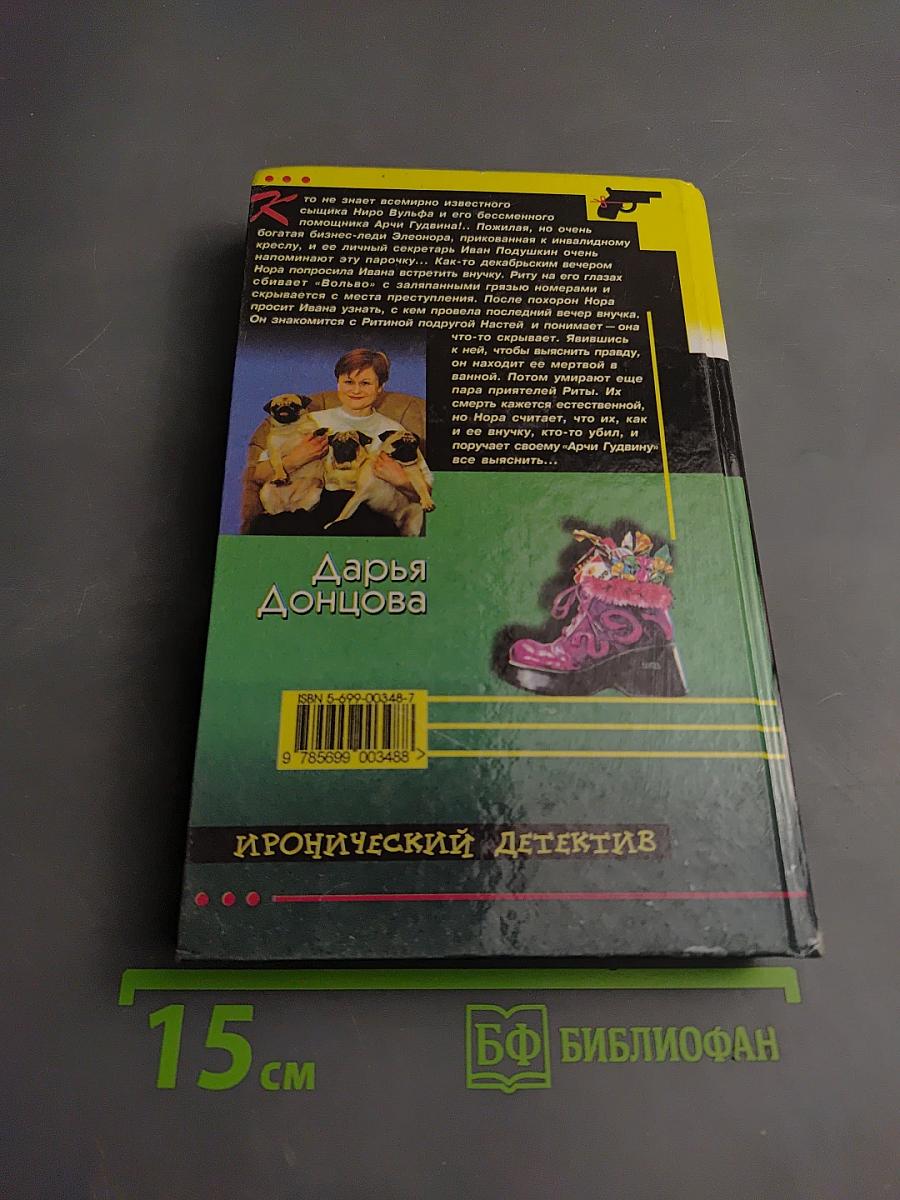 Кто не знает всемирно известного
сыщика Ниро Вульфа и его бессменного
помощника Арчи Гудвина!.. Пожилая, но очень
богатая бизнес-леди Элеонора, прикованная к инвалидному
креслу, и ее личный секретарь Иван Подушкин очень
напоминают эту парочку... Как-то декабрьским вечером
Нора попросила Ивана встретить внучку. Риту на его глазах
сбивает «Вольво» с заляпанными грязью номерами и
скрывается с места преступления. После похорон Нора
просит Ивана узнать, с кем провела последний вечер внучка.
Он знакомится с Ритиной подругой Настей и понимает — она
что-то скрывает. Явившись
к ней, чтобы выяснить правду,
он находит ее мертвой в
ванной. Потом умирают еще
пара приятелей Риты. Их
смерть кажется естественной,
но Нора считает, что их, как
и ее внучку, кто-то убил, и
поручает своему «Арчи Гудвину»
все выяснить...
Дарья
Донцова
ISBN 5-699-00348-7
9 785699 003488 >
ИРОНИЧЕСКИЙ ДЕТЕКТИВ
15 см
БФ БИБЛИОФАН